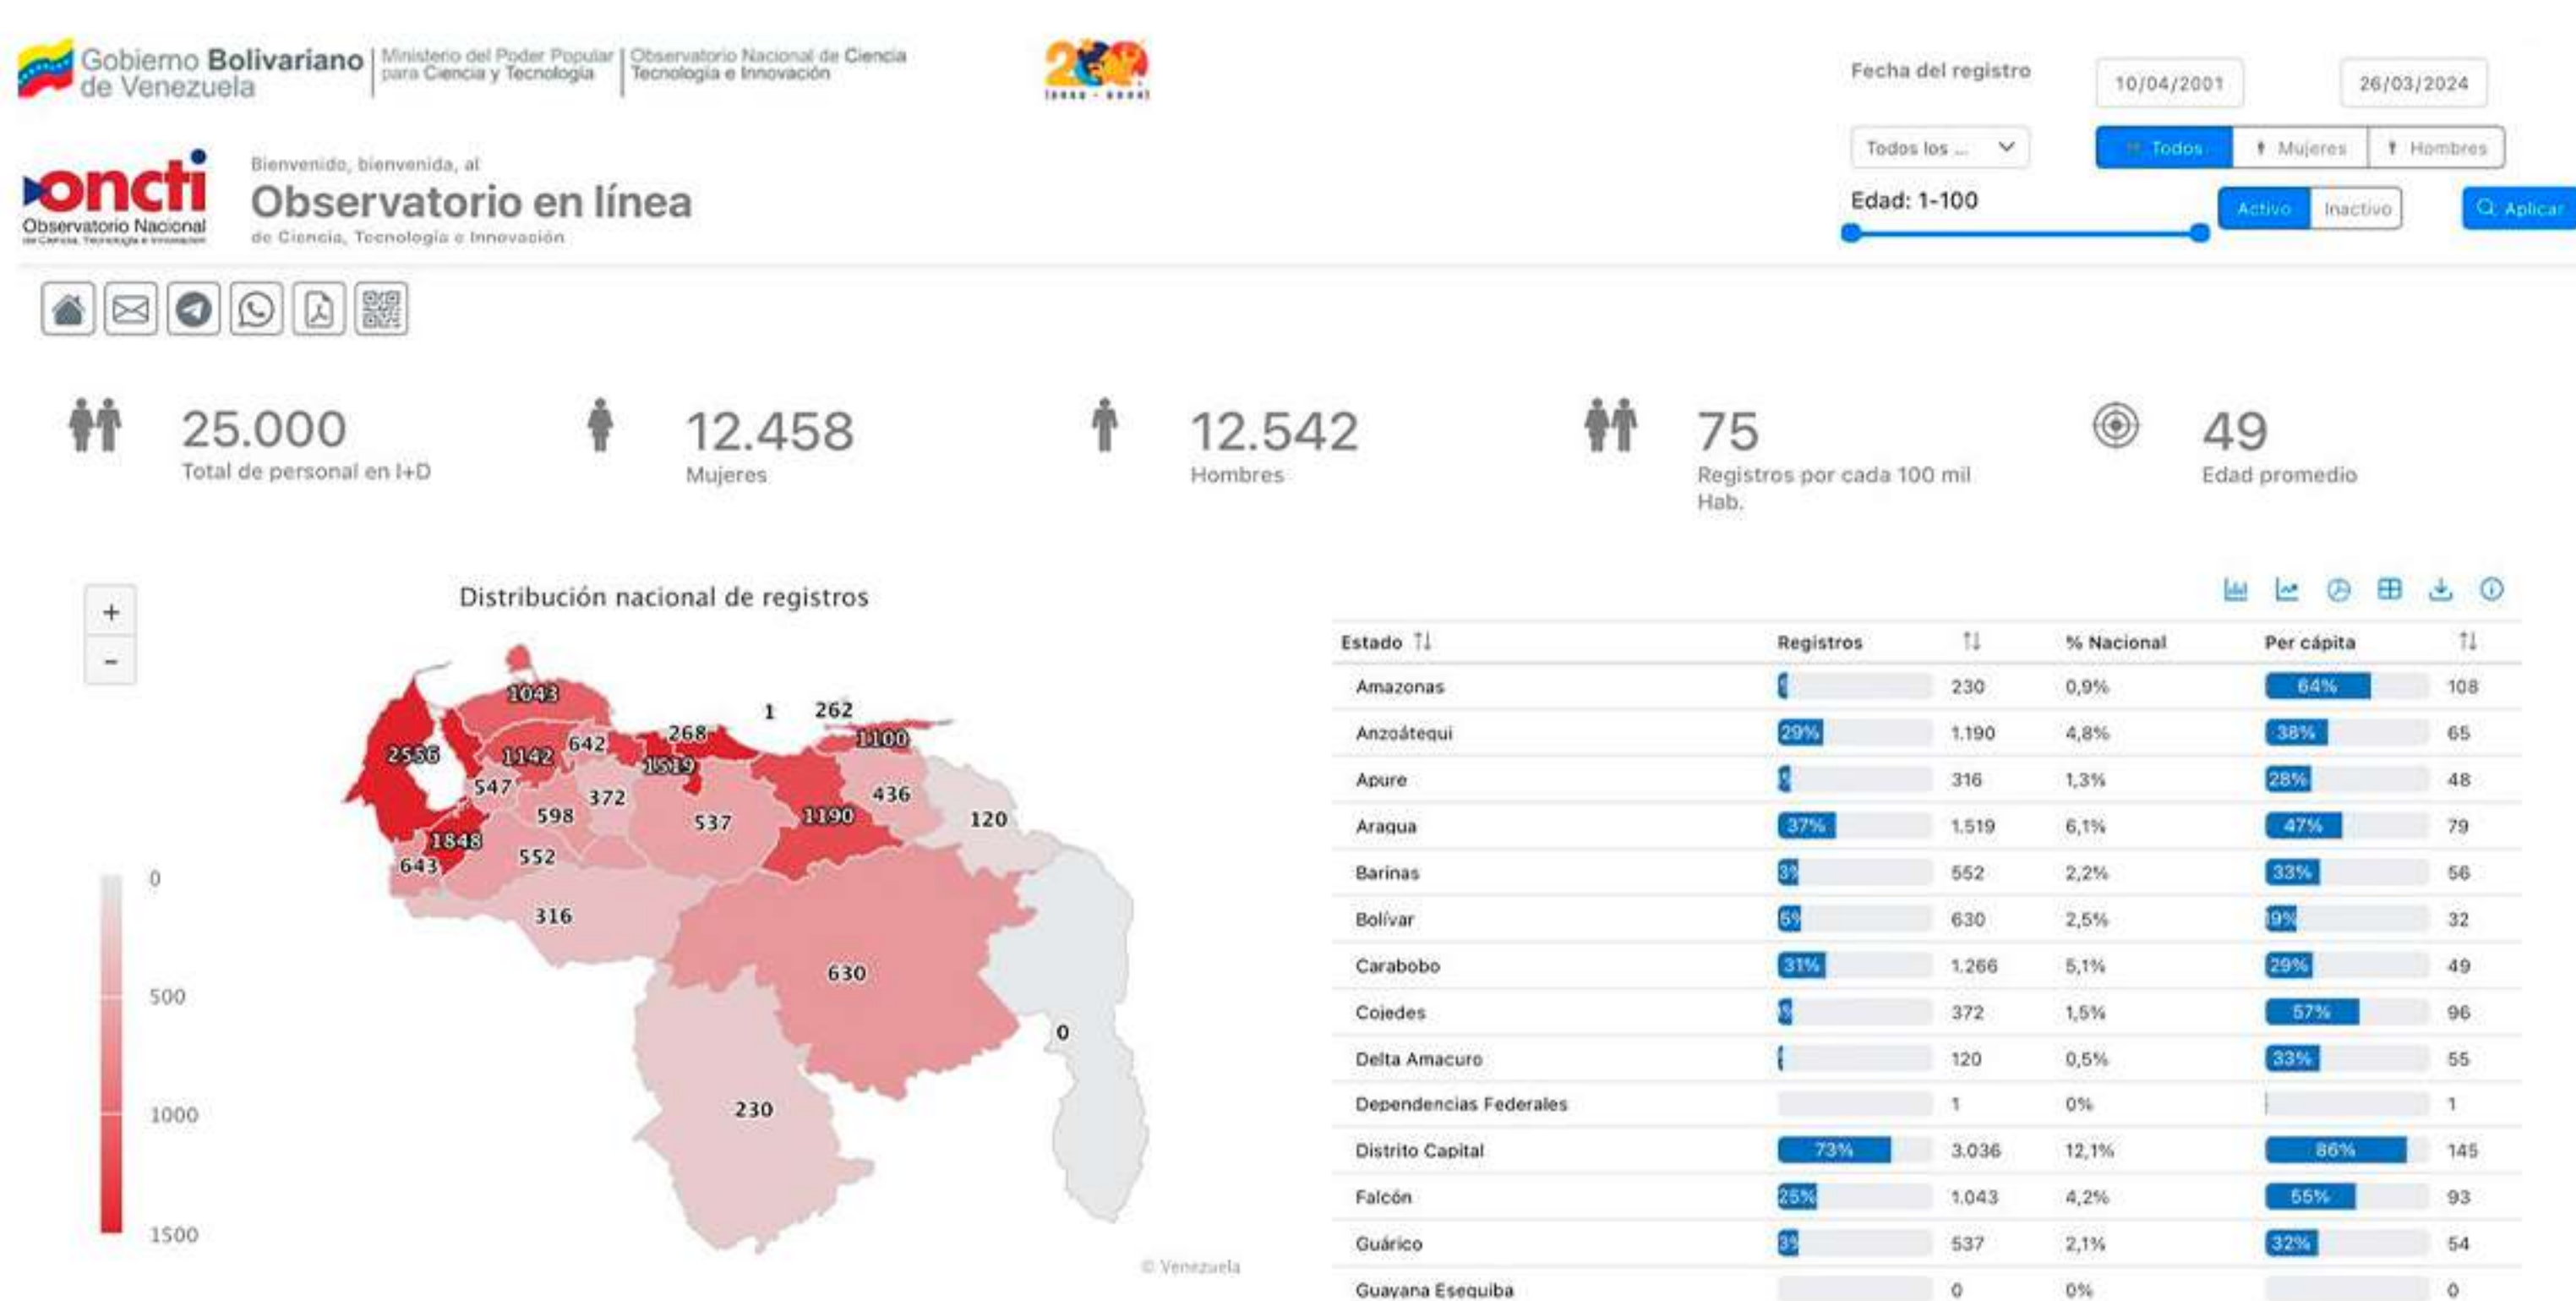 Gobierno Bolivariano
de Venezuela
Ministerio del Poder Popular
para Ciencia y Tecnología
Observatorio Nacional de Ciencia
Tecnología e Innovación
200
Fecha del registro
10/04/2001
26/03/2024
Todos los ...
Todos
Mujeres
Hombres
oncti
Observatorio Nacional
de Ciencia, Tecnología e Innovación
Bienvenido, bienvenida, al
Observatorio en línea
de Ciencia, Tecnología e Innovación
Edad: 1-100
Activo
Inactivo
Aplicar
25.000
Total de personal en I+D
12.458
Mujeres
12.542
Hombres
75
Registros por cada 100 mil
Hab.
49
Edad promedio
+
-
Distribución nacional de registros
1043
1
262
268
642
1100
2556
1142
1519
547
372
436
598
537
1190
120
1848
643
552
316
630
0
230
0
500
1000
1500
© Venezuela
Estado Registros % Nacional Per cápita
Amazonas 230 0,9% 64% 108
Anzoátegui 29% 1.190 4,8% 38% 65
Apure 316 1,3% 28% 48
Aragua 37% 1.519 6,1% 47% 79
Barinas 552 2,2% 33% 56
Bolívar 630 2,5% 19% 32
Carabobo 31% 1.266 5,1% 29% 49
Cojedes 372 1,5% 57% 96
Delta Amacuro 120 0,5% 33% 55
Dependencias Federales 1 0% 1
Distrito Capital 73% 3.036 12,1% 86% 145
Falcón 25% 1.043 4,2% 55% 93
Guárico 537 2,1% 32% 54
Guayana Esequiba 0 0% 0